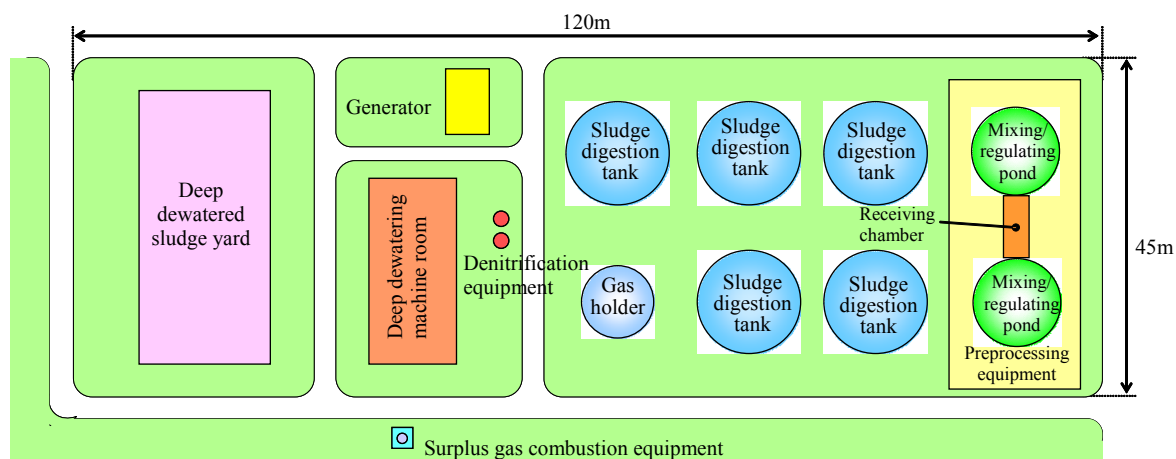 120m
Generator
Deep
dewatered
sludge yard
Deep dewatering
machine room
Denitrification
equipment
Sludge
digestion
tank
Sludge
digestion
tank
Sludge
digestion
tank
Mixing/
regulating
pond
Receiving
chamber
45m
Gas
holder
Sludge
digestion
tank
Sludge
digestion
tank
Mixing/
regulating
pond
Preprocessing
equipment
Surplus gas combustion equipment